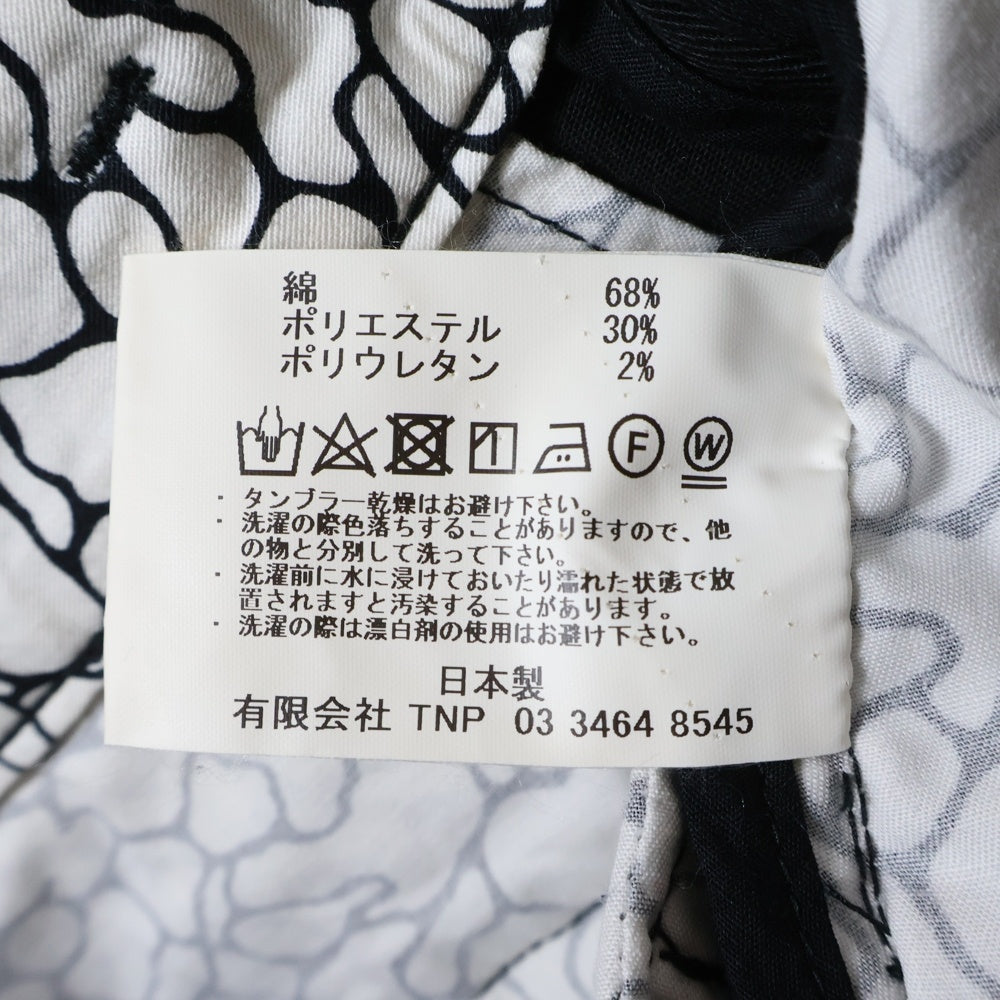 綿 68%
ポリエステル 30%
ポリウレタン 2%
F W
・タンブラー乾燥はお避け下さい。
・洗濯の際色落ちすることがありますので、他
の物と分別して洗って下さい。
・洗濯前に水に浸けておいたり濡れた状態で放
置されますと汚染することがあります。
・洗濯の際は漂白剤の使用はお避け下さい。
日本製
有限会社 TNP 03 3464 8545